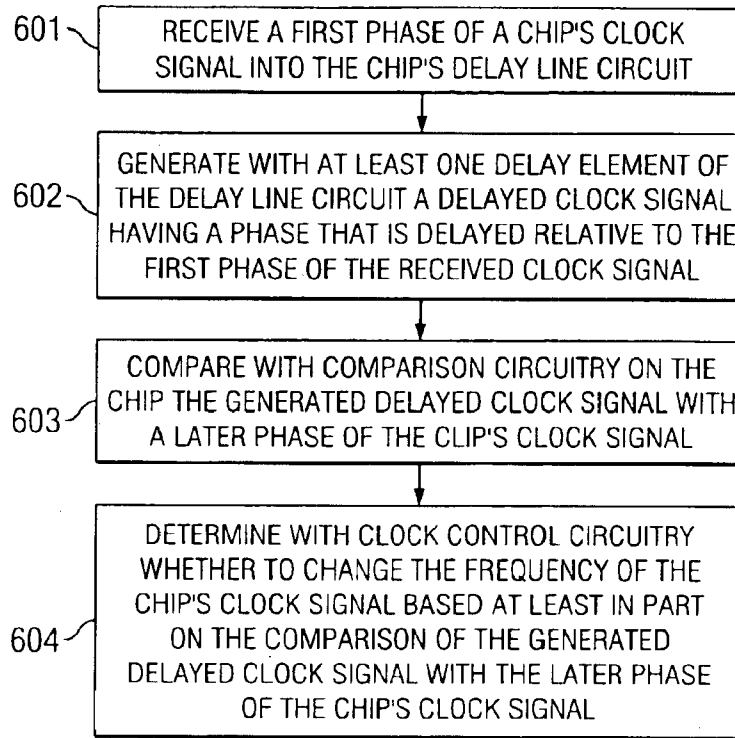 601
RECEIVE A FIRST PHASE OF A CHIP'S CLOCK
SIGNAL INTO THE CHIP'S DELAY LINE CIRCUIT
602
GENERATE WITH AT LEAST ONE DELAY ELEMENT OF
THE DELAY LINE CIRCUIT A DELAYED CLOCK SIGNAL
HAVING A PHASE THAT IS DELAYED RELATIVE TO THE
FIRST PHASE OF THE RECEIVED CLOCK SIGNAL
603
COMPARE WITH COMPARISON CIRCUITRY ON THE
CHIP THE GENERATED DELAYED CLOCK SIGNAL WITH
A LATER PHASE OF THE CLIP'S CLOCK SIGNAL
604
DETERMINE WITH CLOCK CONTROL CIRCUITRY
WHETHER TO CHANGE THE FREQUENCY OF THE
CHIP'S CLOCK SIGNAL BASED AT LEAST IN PART
ON THE COMPARISON OF THE GENERATED
DELAYED CLOCK SIGNAL WITH THE LATER PHASE
OF THE CHIP'S CLOCK SIGNAL